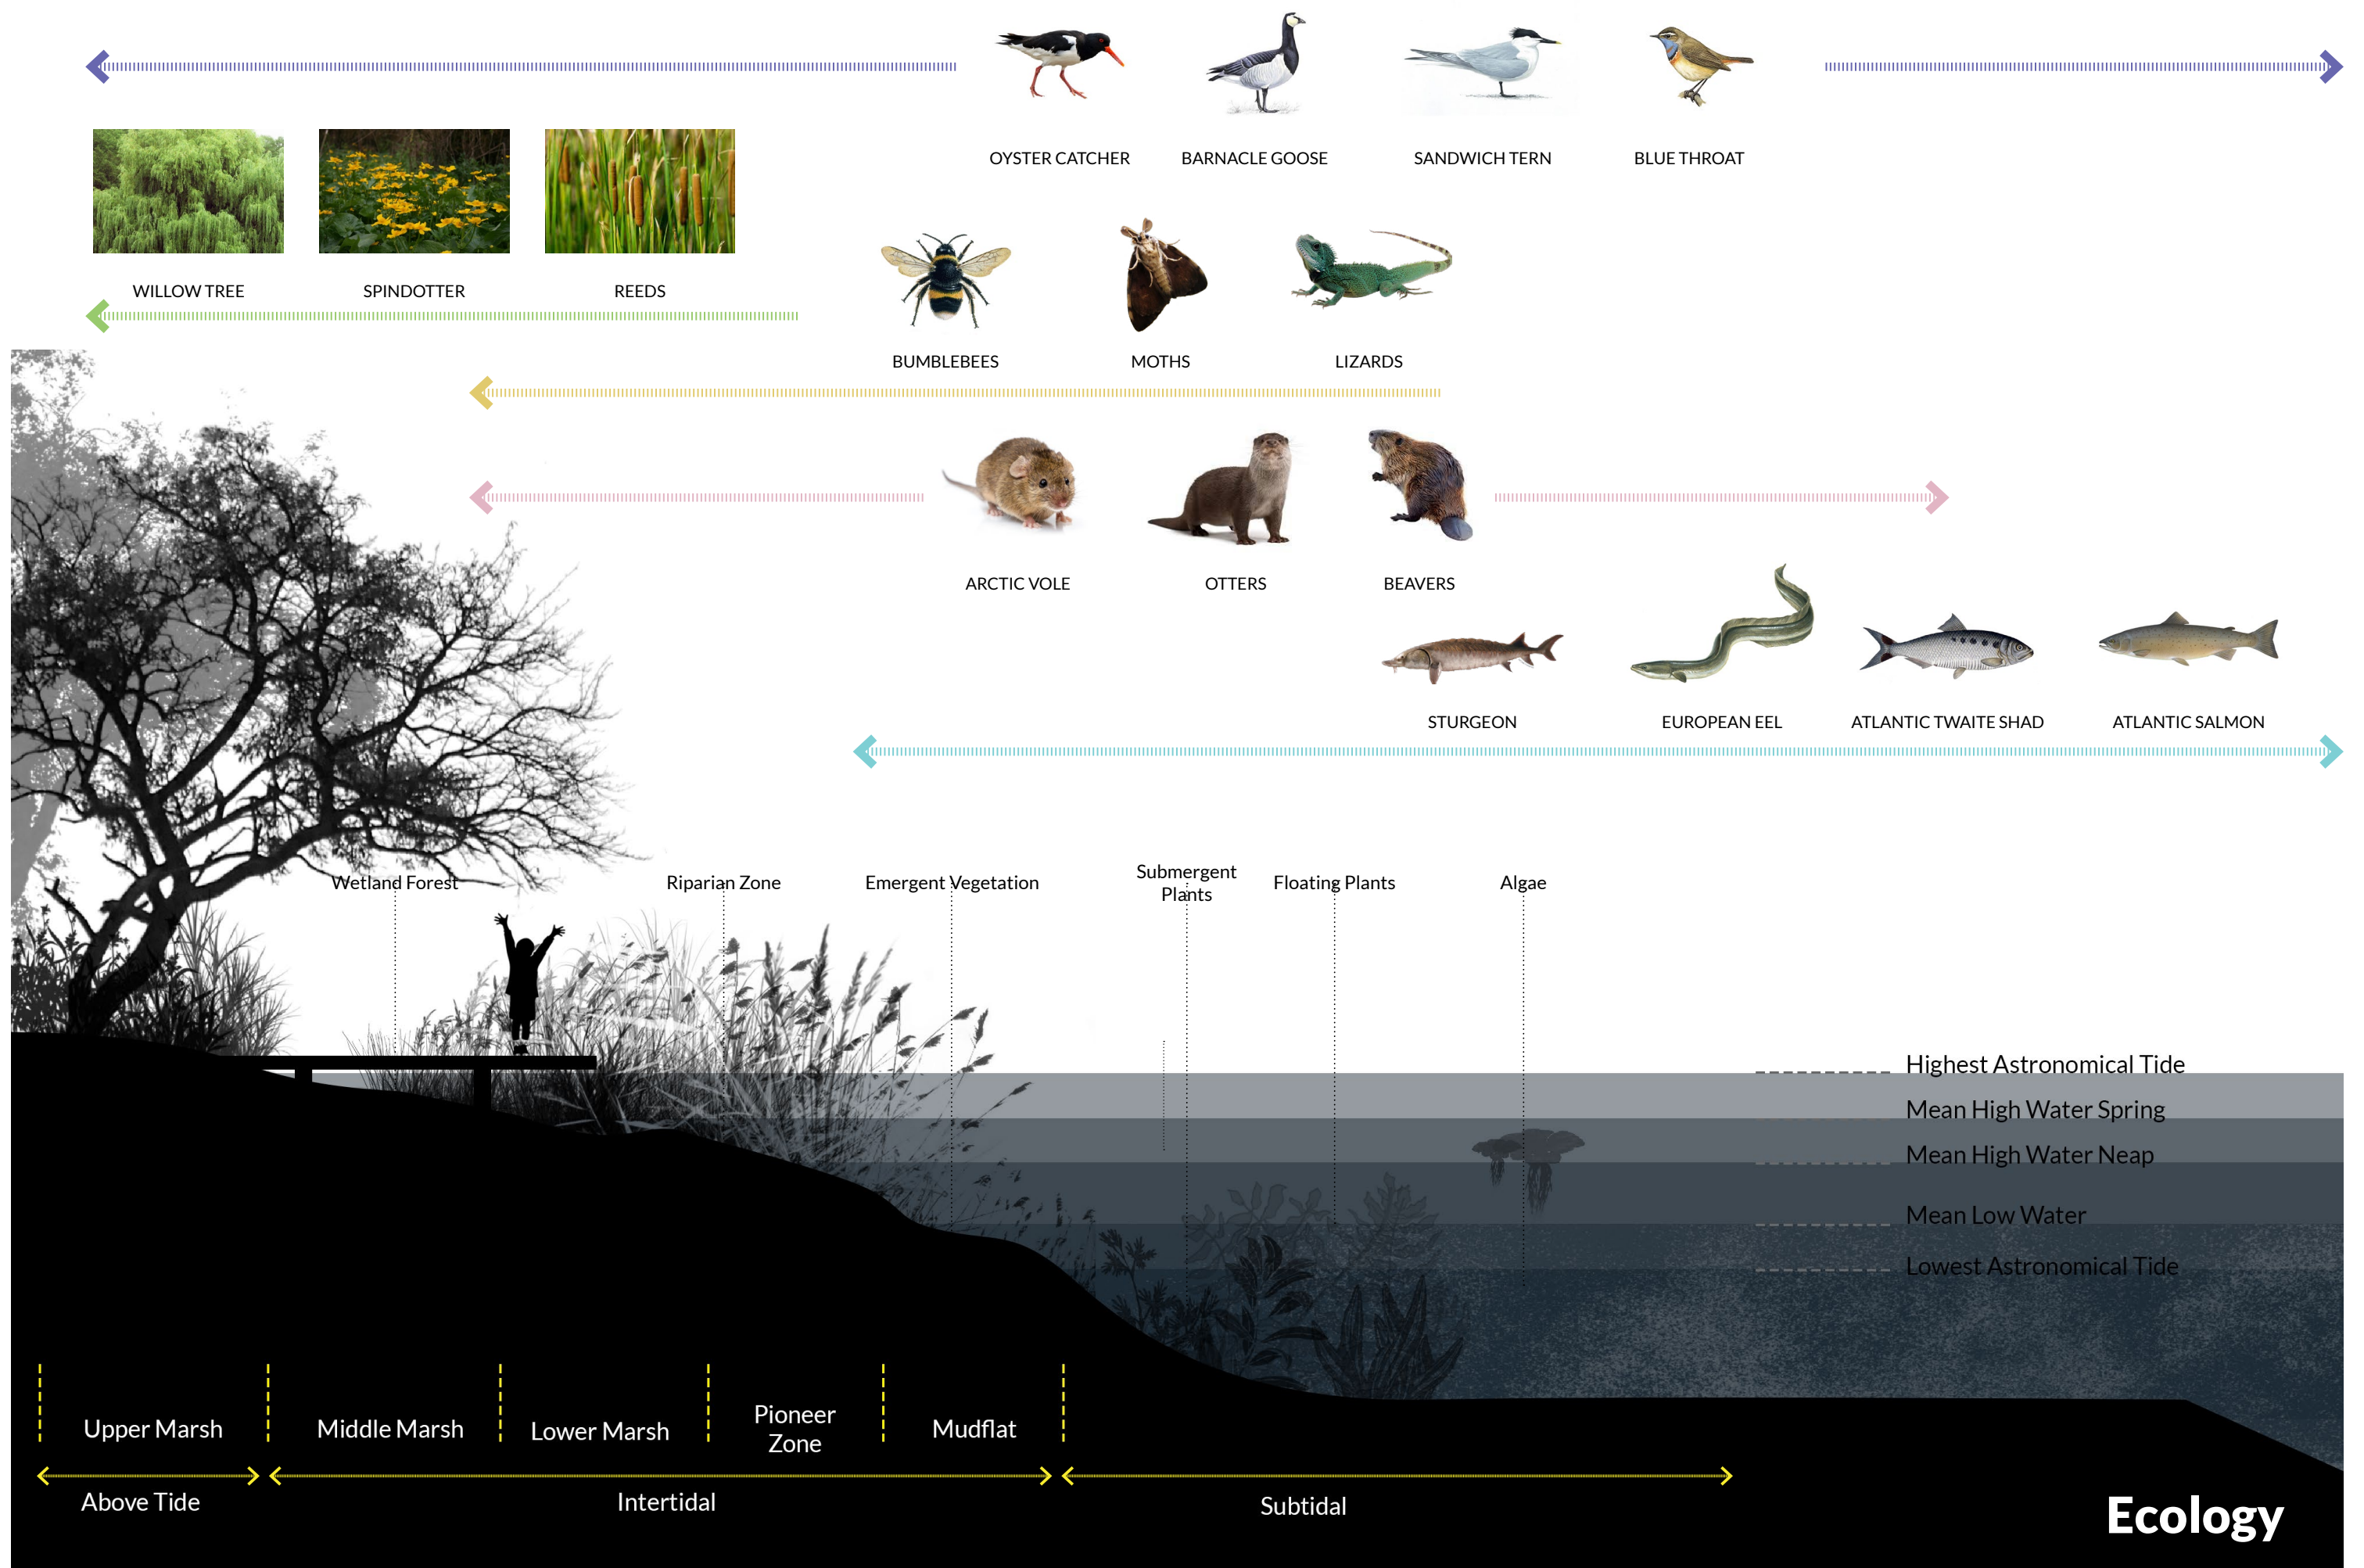 OYSTER CATCHER
BARNACLE GOOSE
SANDWICH TERN
BLUE THROAT
WILLOW TREE
SPINDOTTER
REEDS
BUMBLEBEES
MOTHS
LIZARDS
ARCTIC VOLE
OTTERS
BEAVERS
STURGEON
EUROPEAN EEL
ATLANTIC TWAITE SHAD
ATLANTIC SALMON
Wetland Forest
Riparian Zone
Emergent Vegetation
Submergent
Plants
Floating Plants
Algae
Highest Astronomical Tide
Mean High Water Spring
Mean High Water Neap
Mean Low Water
Lowest Astronomical Tide
Upper Marsh
Middle Marsh
Lower Marsh
Pioneer
Zone
Mudflat
Above Tide
Intertidal
Subtidal
Ecology